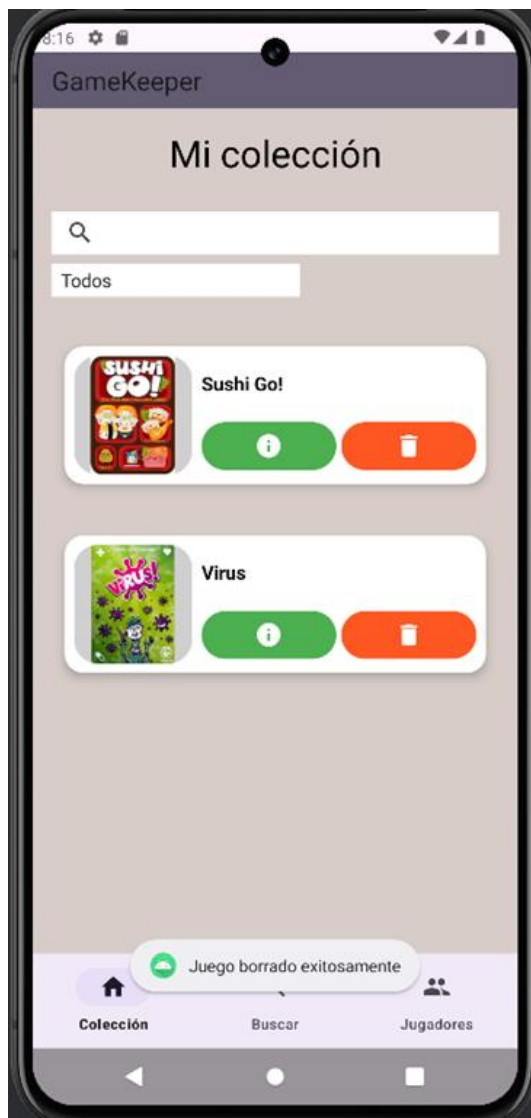 8:16
GameKeeper
Mi colección
Todos
SUSHI
GO!
Sushi Go!
VIRUS!
Virus
Juego borrado exitosamente
Colección
Buscar
Jugadores